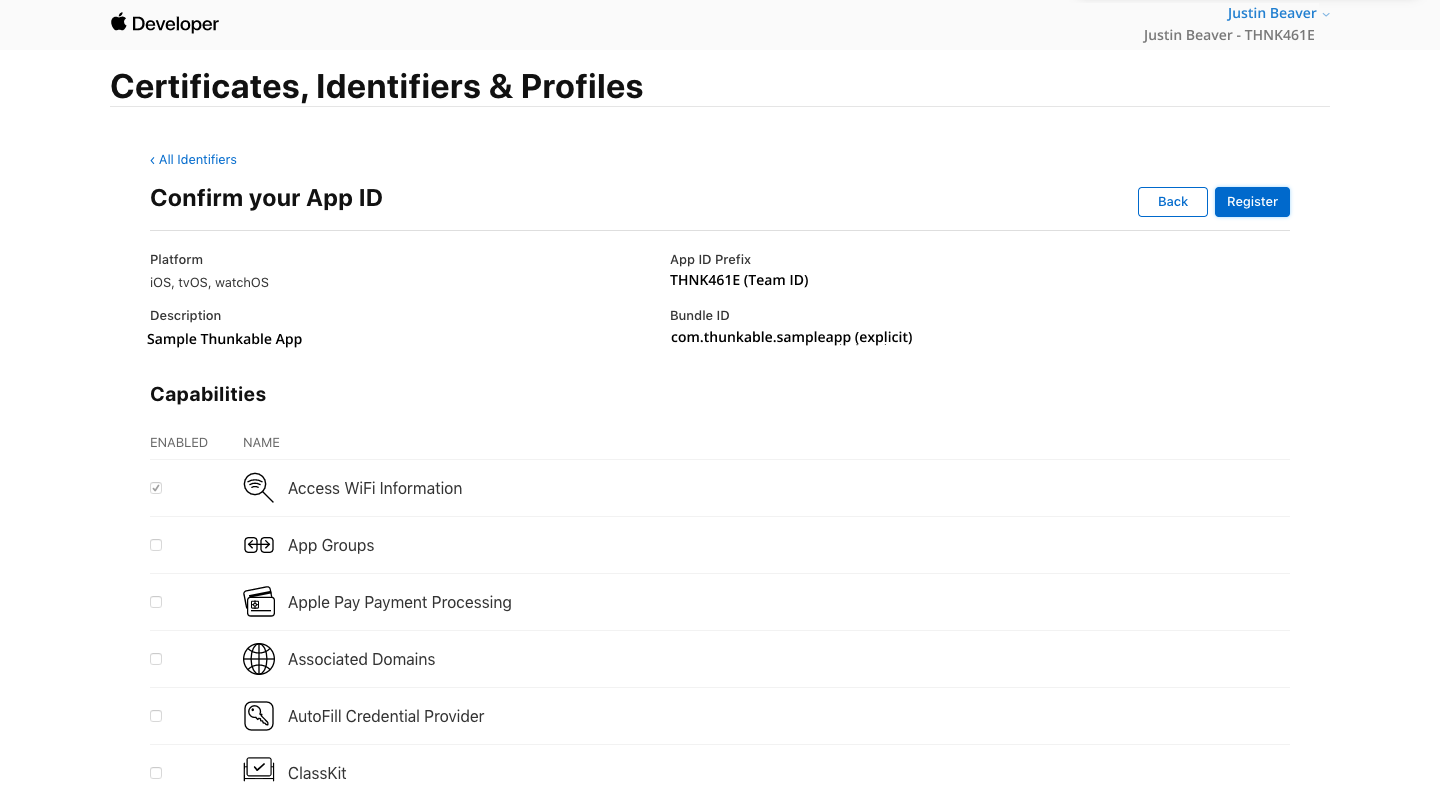 Developer
Justin Beaver
Justin Beaver - THNK461E
Certificates, Identifiers & Profiles
‹ All Identifiers
Confirm your App ID
Back
Register
Platform
App ID Prefix
iOS, tvOS, watchOS
THNK461E (Team ID)
Description
Bundle ID
Sample Thunkable App
com.thunkable.sampleapp (explicit)
Capabilities
ENABLED
NAME
Access WiFi Information
App Groups
Apple Pay Payment Processing
Associated Domains
AutoFill Credential Provider
ClassKit